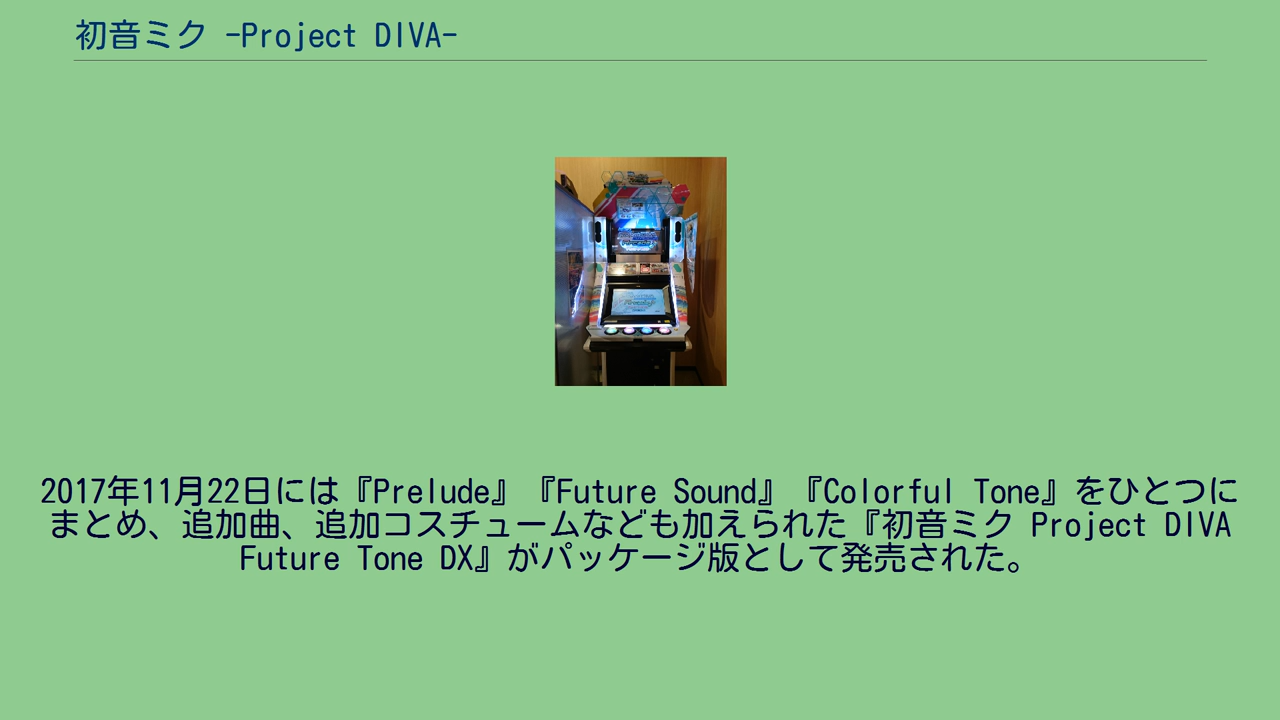 初音ミク -Project DIVA-
2017年11月22日には『Prelude』『Future Sound』『Colorful Tone』をひとつに
まとめ、追加曲、追加コスチュームなども加えられた『初音ミク Project DIVA
Future Tone DX』がパッケージ版として発売された。